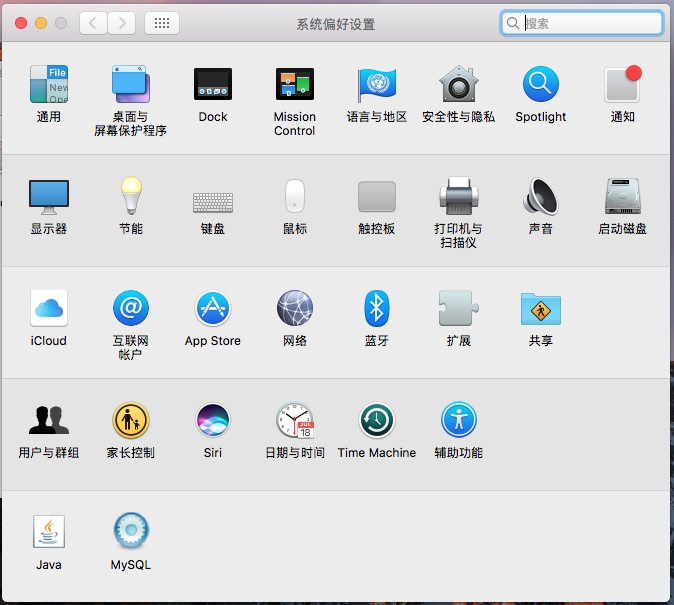 系统偏好设置
搜索
File
New
Ope
通用
桌面与
屏幕保护程序
Dock
Mission
Control
语言与地区
安全性与隐私
Spotlight
通知
显示器
节能
键盘
鼠标
触控板
打印机与
扫描仪
声音
启动磁盘
iCloud
互联网
帐户
App Store
网络
蓝牙
扩展
共享
用户与群组
家长控制
Siri
JUL
18
日期与时间
Time Machine
辅助功能
Java
MySQL